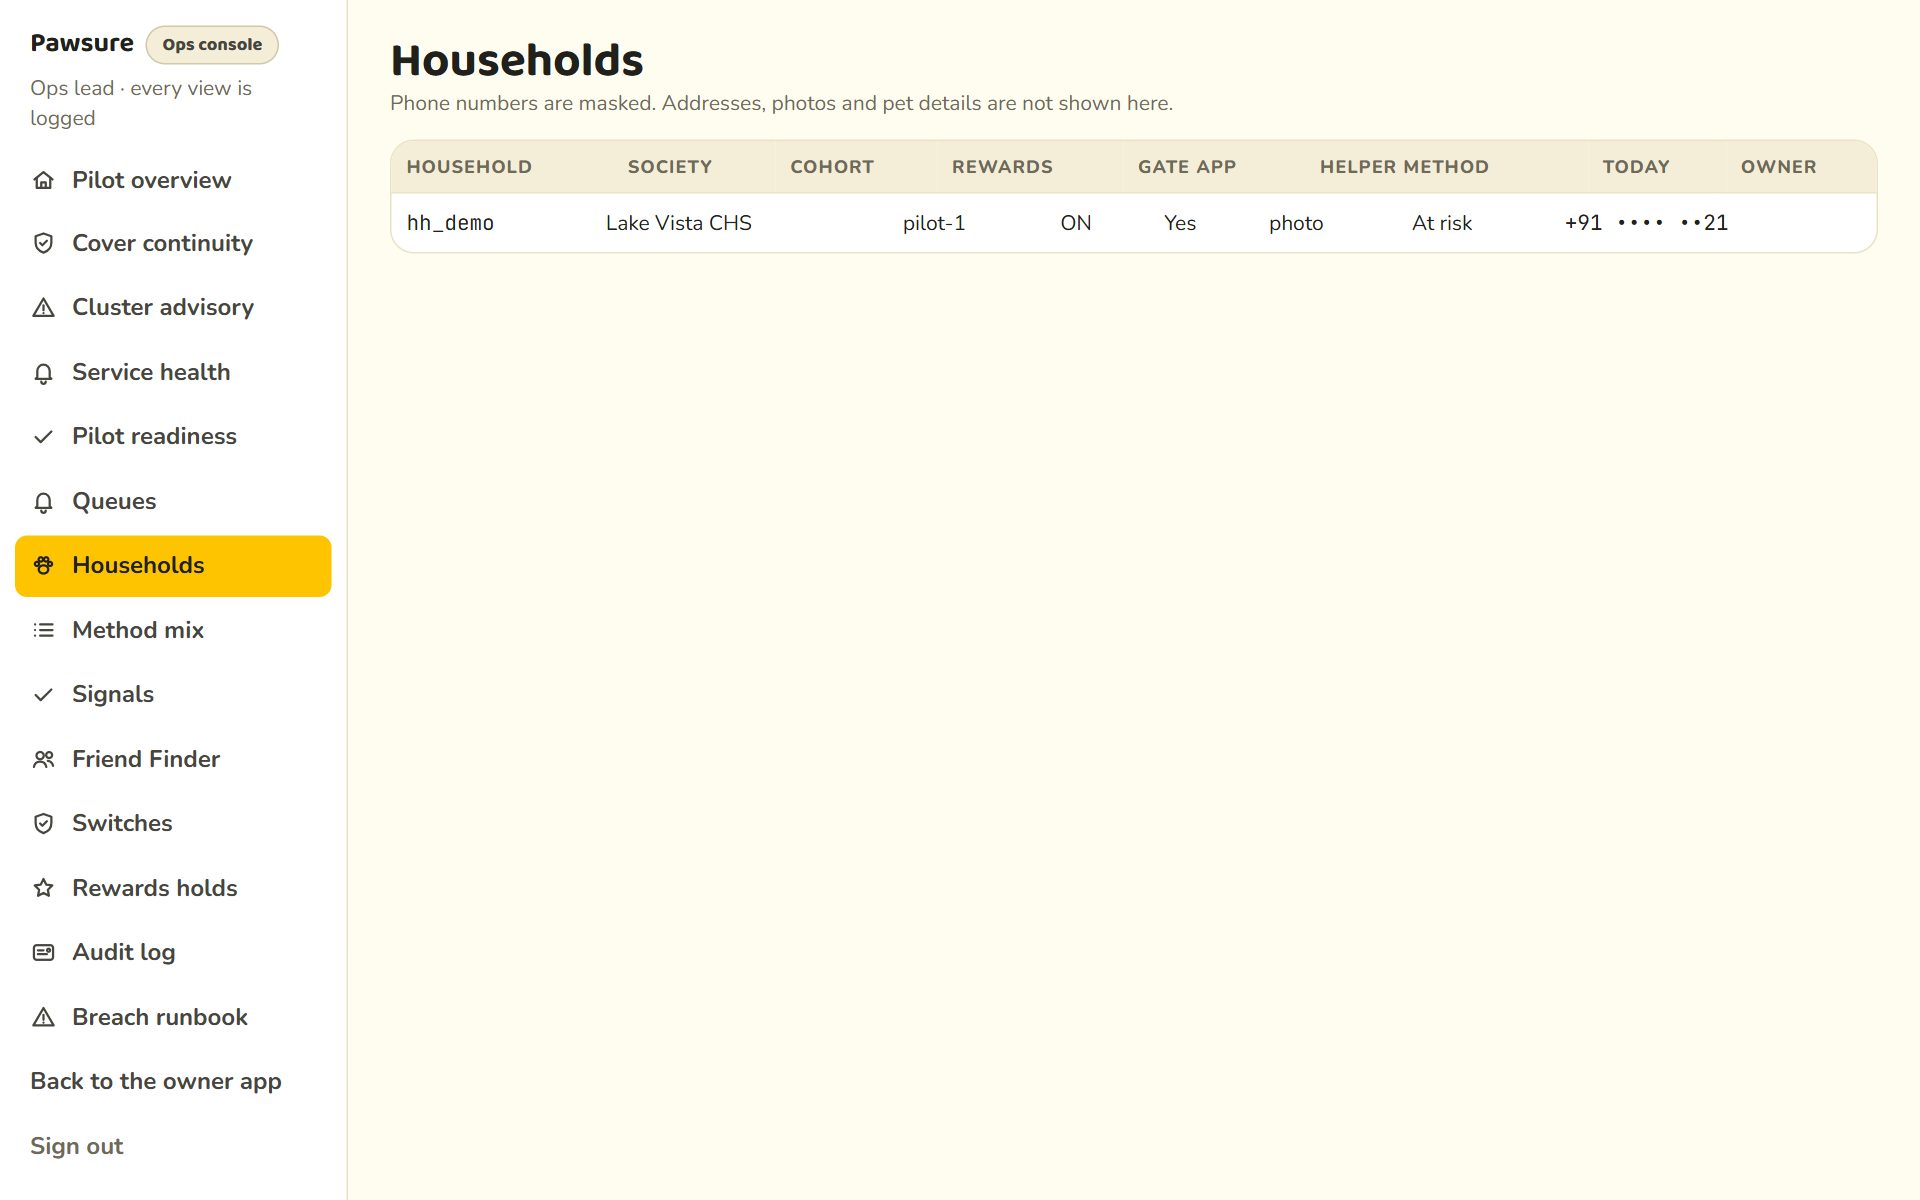 Pawsure Ops console
Ops lead · every view is
logged
Pilot overview
Cover continuity
Cluster advisory
Service health
Pilot readiness
Queues
Households
Method mix
Signals
Friend Finder
Switches
Rewards holds
Audit log
Breach runbook
Back to the owner app
Sign out
Households
Phone numbers are masked. Addresses, photos and pet details are not shown here.
HOUSEHOLD SOCIETY COHORT REWARDS GATE APP HELPER METHOD TODAY OWNER
hh_demo Lake Vista CHS pilot-1 ON Yes photo At risk +91 •••• ••21